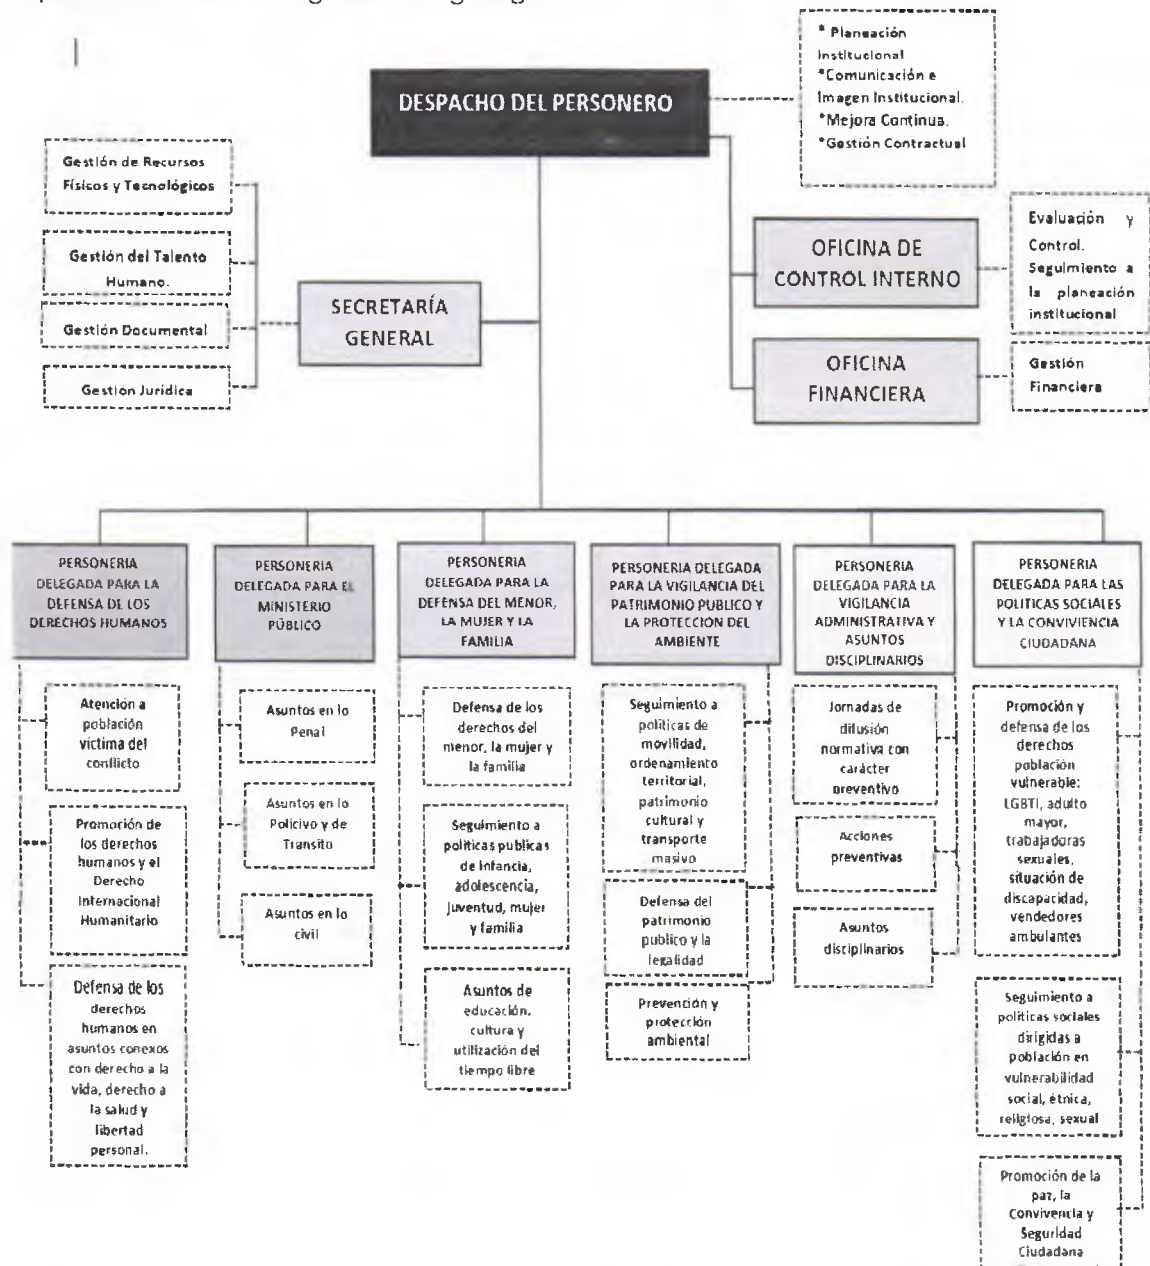 * Planeación
Institucional
*Comunicación e
Imagen Institucional.
*Mejora Continua.
*Gestión Contractual
DESPACHO DEL PERSONERO
Gestión de Recursos
Físicos y Tecnológicos
Gestión del Talento
Humano.
Gestión Documental
Gestión Jurídica
SECRETARÍA
GENERAL
OFICINA DE
CONTROL INTERNO
Evaluación y
Control.
Seguimiento a
la planeación
institucional
OFICINA
FINANCIERA
Gestión
Financiera
PERSONERIA
DELEGADA PARA LA
DEFENSA DE LOS
DERECHOS HUMANOS
Atención a
población
víctima del
conflicto
Promoción de
los derechos
humanos y el
Derecho
Internacional
Humanitario
Defensa de los
derechos
humanos en
asuntos conexos
con derecho a la
vida, derecho a
la salud y
libertad
personal.
PERSONERIA
DELEGADA PARA EL
MINISTERIO
PÚBLICO
Asuntos en lo
Penal
Asuntos en lo
Policivo y de
Transito
Asuntos en lo
civil
PERSONERIA
DELEGADA PARA LA
DEFENSA DEL MENOR,
LA MUJER Y LA
FAMILIA
Defensa de los
derechos del
menor, la mujer y
la familia
Seguimiento a
políticas publicas
de infancia,
adolescencia,
juventud, mujer
y familia
Asuntos de
educación,
cultura y
utilización del
tiempo libre
PERSONERIA DELEGADA
PARA LA VIGILANCIA DEL
PATRIMONIO PUBLICO Y
LA PROTECCION DEL
AMBIENTE
Seguimiento a
políticas de
movilidad,
ordenamiento
territorial,
patrimonio
cultural y
transporte
masivo
Defensa del
patrimonio
publico y la
legalidad
Prevención y
protección
ambiental
PERSONERIA
DELEGADA PARA LA
VIGILANCIA
ADMINISTRATIVA Y
ASUNTOS
DISCIPLINARIOS
Jornadas de
difusión
normativa con
carácter
preventivo
Acciones
preventivas
Asuntos
disciplinarios
PERSONERIA
DELEGADA PARA LAS
POLITICAS SOCIALES
Y LA CONVIVIENCIA
CIUDADANA
Promoción y
defensa de los
derechos
población
vulnerable:
LGBTI, adulto
mayor,
trabajadoras
sexuales,
situación de
discapacidad,
vendedores
ambulantes
Seguimiento a
políticas sociales
dirigidas a
población en
vulnerabilidad
social, étnica,
religiosa, sexual
Promoción de la
paz, la
Convivencia y
Seguridad
Ciudadana